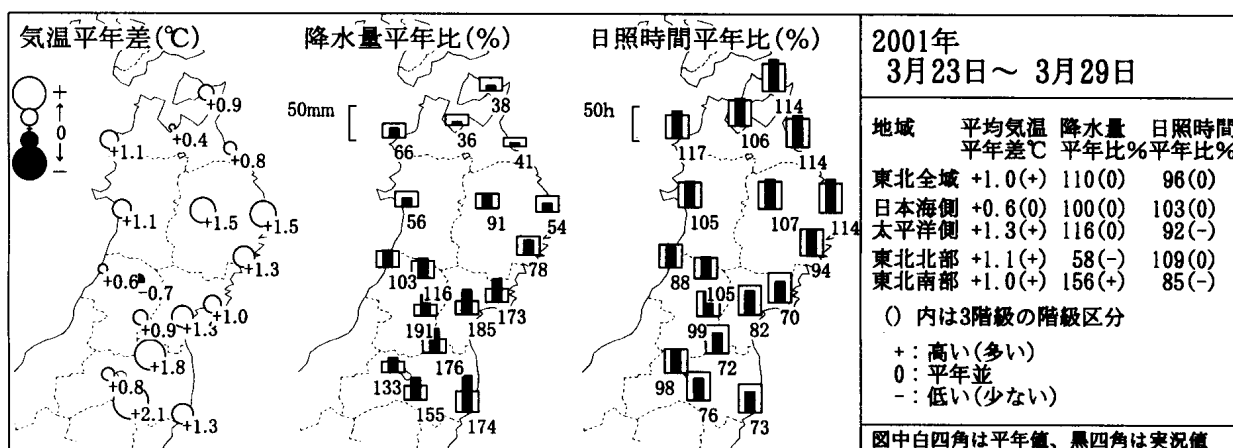 気温平年差(℃)
+
↑
0
↓
−
+0.9
+0.4
+1.1
+0.8
+1.1
+1.5
+1.5
+1.3
+0.6
−0.7
+1.0
+0.9
+1.3
+1.8
+0.8
+2.1
+1.3
降水量平年比(%)
50mm
38
36
66
41
56
91
54
78
103
116
173
191
185
176
133
155
174
日照時間平年比(%)
50h
114
106
117
114
105
107
114
94
88
105
70
99
82
72
98
76
73
2001年
3月23日～ 3月29日
地域 平均気温 降水量 日照時間
平年差℃ 平年比% 平年比%
東北全域 +1.0(+) 110(0) 96(0)
日本海側 +0.6(0) 100(0) 103(0)
太平洋側 +1.3(+) 116(0) 92(-)
東北北部 +1.1(+) 58(-) 109(0)
東北南部 +1.0(+) 156(+) 85(-)
() 内は3階級の階級区分
+：高い(多い)
0：平年並
-：低い(少ない)
図中白四角は平年値、黒四角は実況値